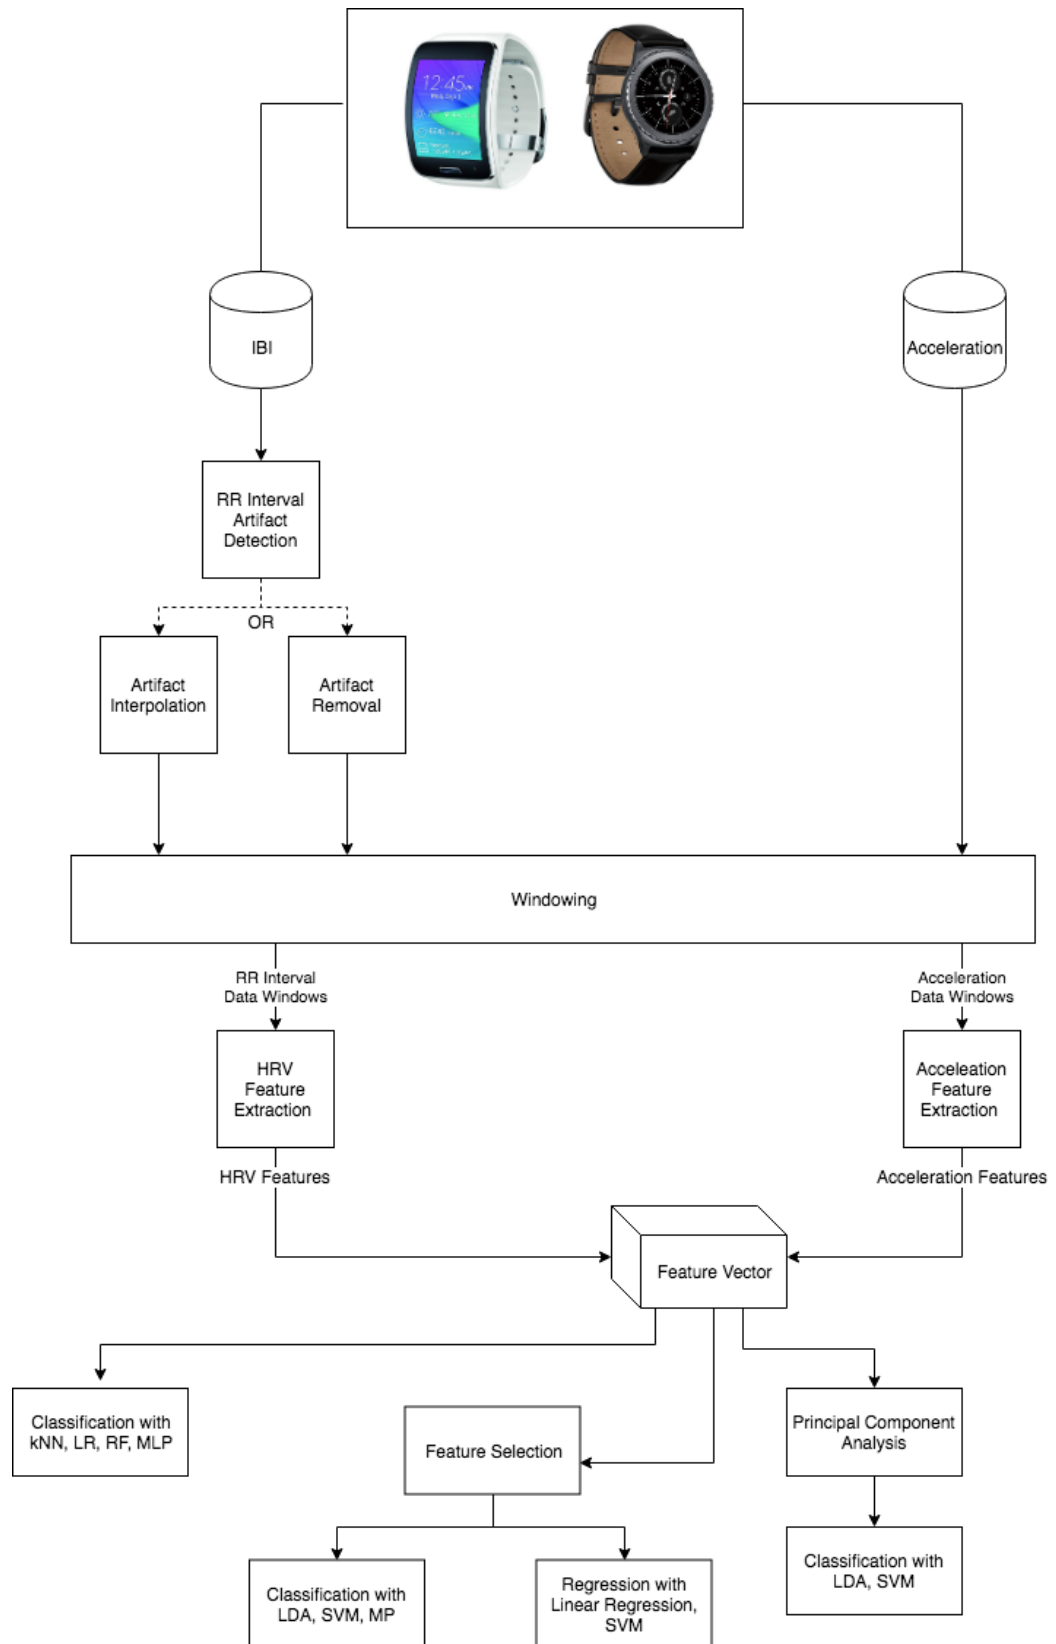 12:45
IBI
Acceleration
RR Interval
Artifact
Detection
OR
Artifact
Interpolation
Artifact
Removal
Windowing
RR Interval
Data Windows
Acceleration
Data Windows
HRV
Feature
Extraction
Acceleation
Feature
Extraction
HRV Features
Acceleration Features
Feature Vector
Classification with
kNN, LR, RF, MLP
Feature Selection
Principal Component
Analysis
Classification with
LDA, SVM, MP
Regression with
Linear Regression,
SVM
Classification with
LDA, SVM